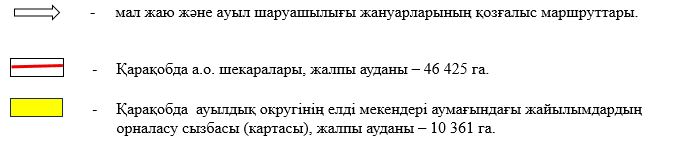 - мал жаю және ауыл шаруашылығы жануарларының қозғалыс маршруттары.
- Қарақобда а.о. шекаралары, жалпы ауданы – 46 425 га.
- Қарақобда ауылдық округінің елді мекендері аумағындағы жайылымдардың
орналасу сызбасы (картасы), жалпы ауданы – 10 361 га.